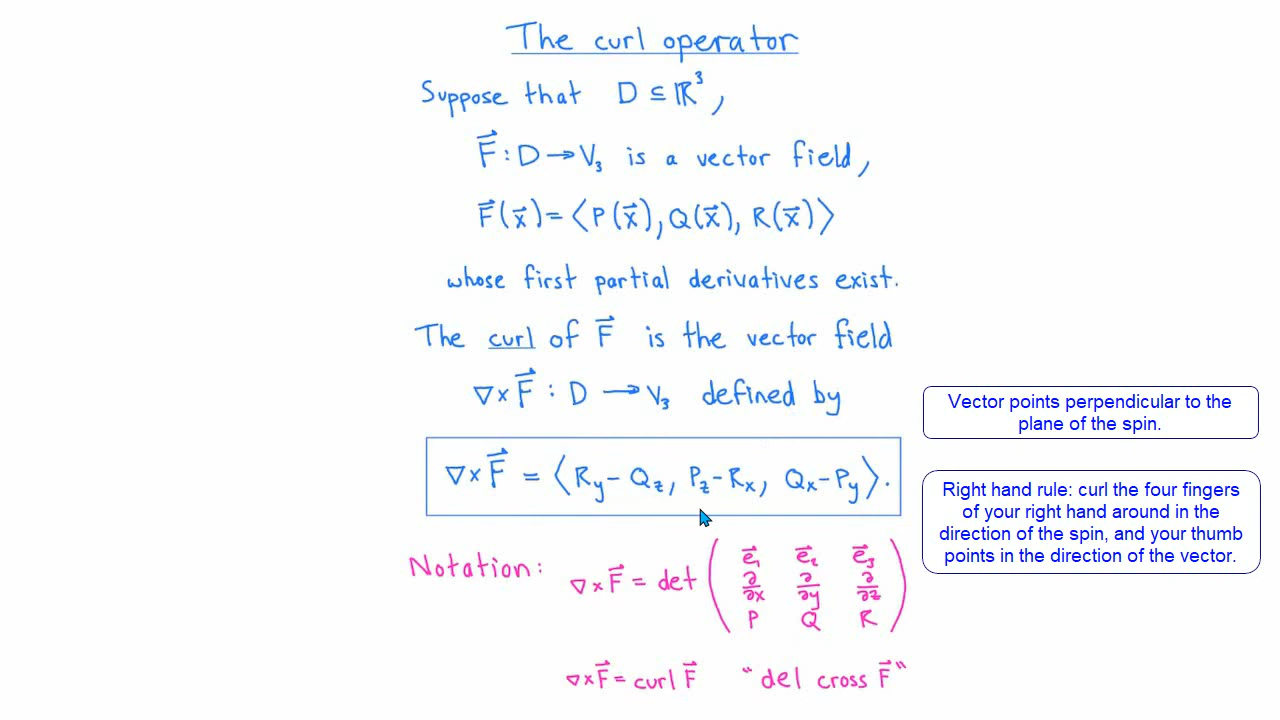 The curl operator
Suppose that D ⊆ ℝ³,
F⃗ : D → V₃ is a vector field,
F⃗(x⃗) = ⟨P(x⃗), Q(x⃗), R(x⃗)⟩
whose first partial derivatives exist.
The curl of F⃗ is the vector field
∇×F⃗ : D → V₃ defined by
∇×F⃗ = ⟨R_y − Q_z, P_z − R_x, Q_x − P_y⟩.
Vector points perpendicular to the
plane of the spin.
Right hand rule: curl the four fingers
of your right hand around in the
direction of the spin, and your thumb
points in the direction of the vector.
Notation: ∇×F⃗ = det
e⃗₁ e⃗₂ e⃗₃
∂/∂x ∂/∂y ∂/∂z
P Q R
∇×F⃗ = curl F⃗ "del cross F⃗"